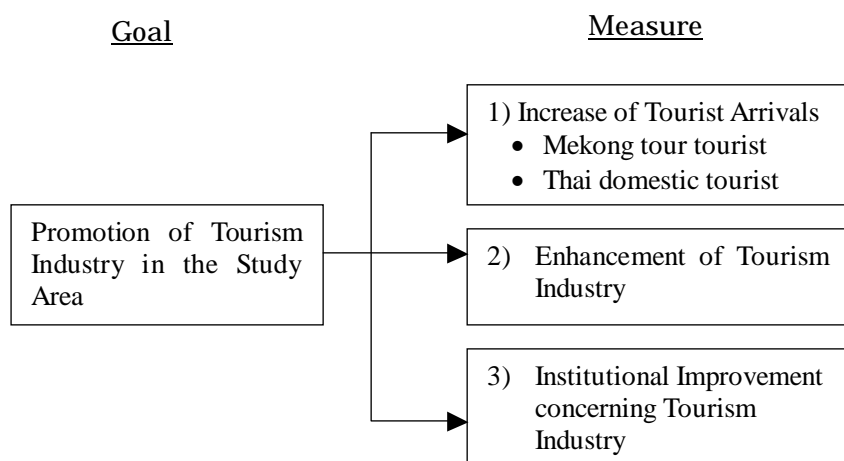 Goal
Measure
Promotion of Tourism
Industry in the Study
Area
1) Increase of Tourist Arrivals
• Mekong tour tourist
• Thai domestic tourist
2) Enhancement of Tourism
Industry
3) Institutional Improvement
concerning Tourism
Industry